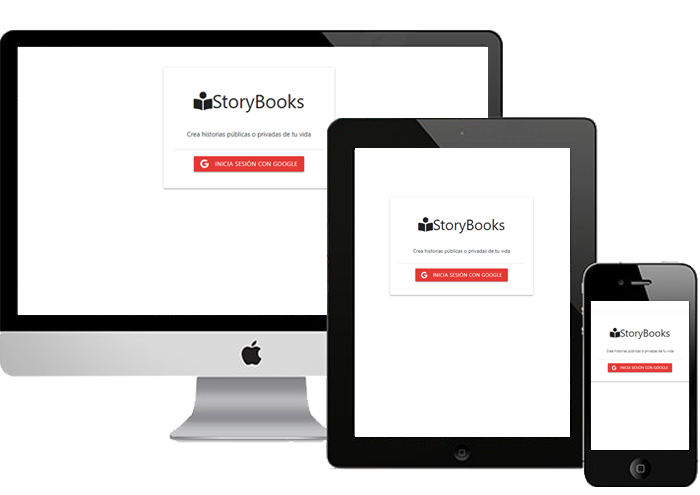 StoryBooks
Crea historias públicas o privadas de tu vida
INICIA SESIÓN CON GOOGLE
StoryBooks
Crea historias públicas o privadas de tu vida
INICIA SESIÓN CON GOOGLE
StoryBooks
Crea historias públicas o privadas de tu vida
INICIA SESIÓN CON GOOGLE